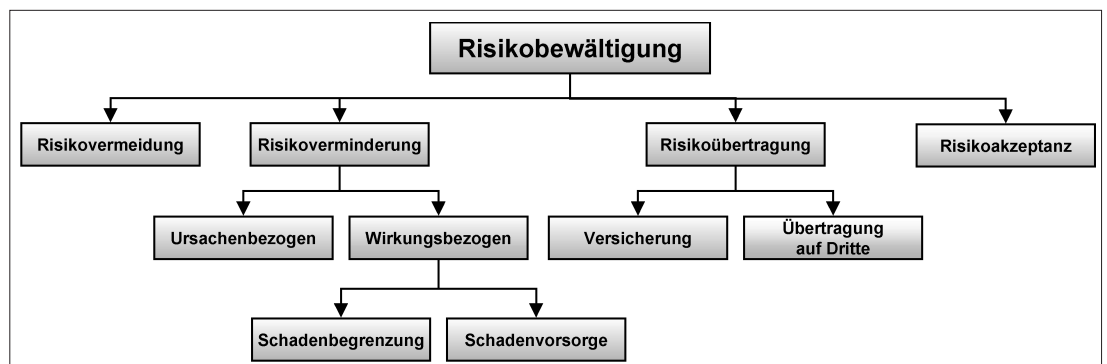 Risikobewältigung
Risikovermeidung
Risikoverminderung
Risikoübertragung
Risikoakzeptanz
Ursachenbezogen
Wirkungsbezogen
Versicherung
Übertragung
auf Dritte
Schadenbegrenzung
Schadenvorsorge